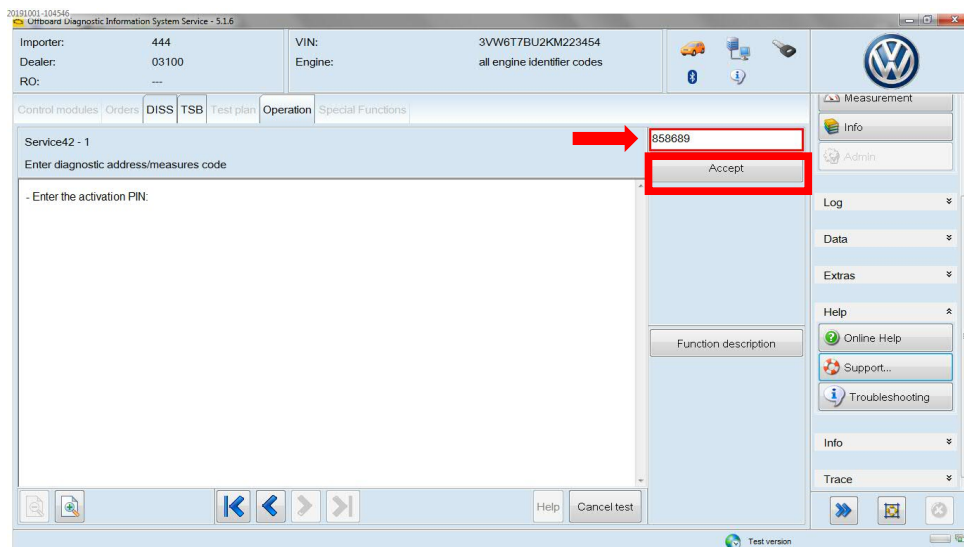 20191001-104546
Offboard Diagnostic Information System Service - 5.1.6
Importer: 444 VIN: 3VW6T7BU2KM223454
Dealer: 03100 Engine: all engine identifier codes
RO: ---
Control modules Orders DISS TSB Test plan Operation Special Functions
Service42 - 1
Enter diagnostic address/measures code
858689
Accept
- Enter the activation PIN:
Function description
Help Cancel test
Measurement
Info
Admin
Log
Data
Extras
Help
Online Help
Support...
Troubleshooting
Info
Trace
Test version